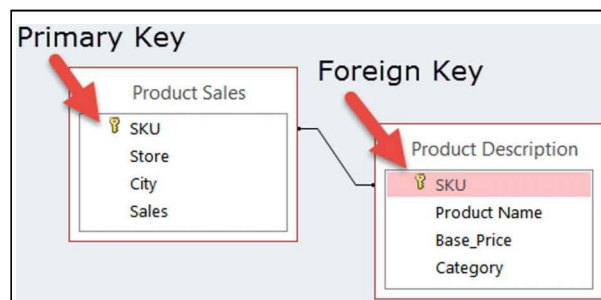 Primary Key
Product Sales
SKU
Store
City
Sales
Foreign Key
Product Description
SKU
Product Name
Base_Price
Category